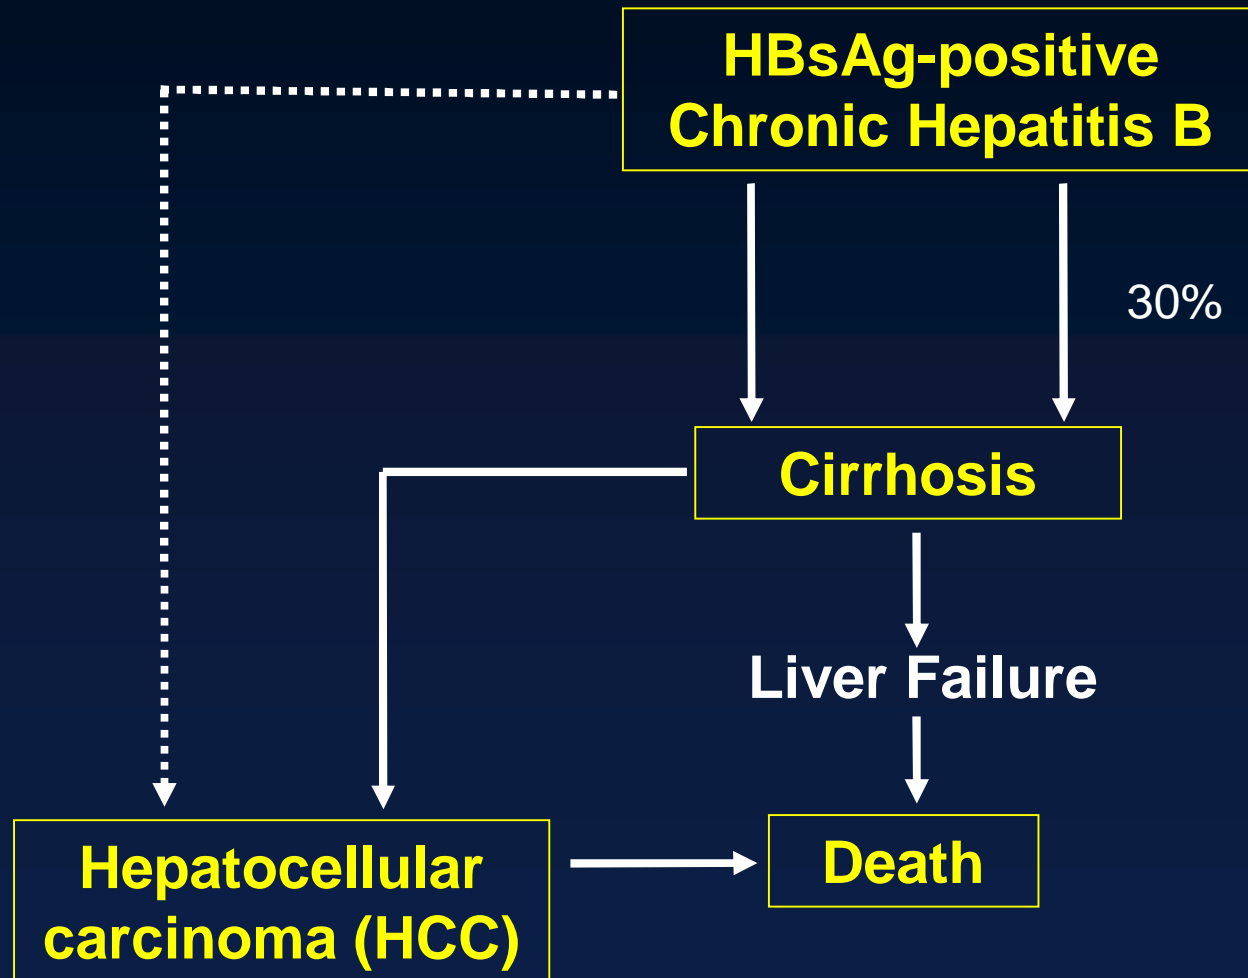 HBsAg-positive
Chronic Hepatitis B
30%
Cirrhosis
Liver Failure
Hepatocellular
carcinoma (HCC)
Death